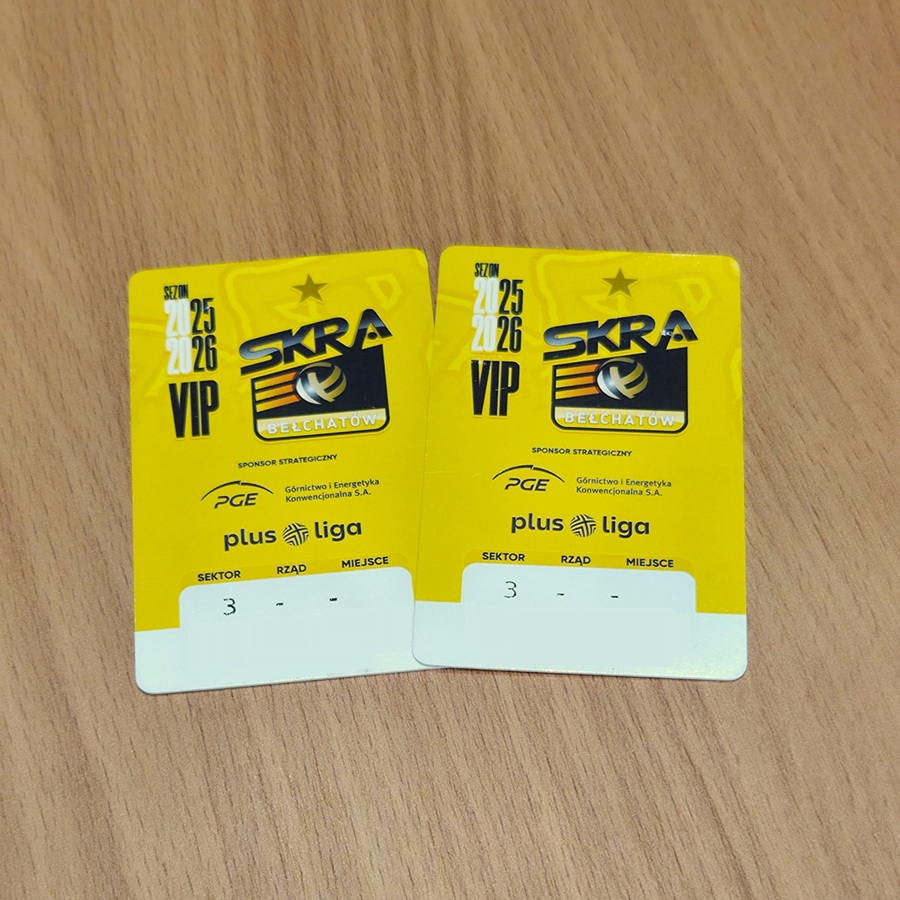 SEZON
2025
2026
VIP
SKRA
BEŁCHATÓW
SPONSOR STRATEGICZNY
PGE Górnictwo i Energetyka
Konwencjonalna S.A.
plus liga
SEKTOR RZĄD MIEJSCE
3 - -
SEZON
2025
2026
VIP
SKRA
BEŁCHATÓW
SPONSOR STRATEGICZNY
PGE Górnictwo i Energetyka
Konwencjonalna S.A.
plus liga
SEKTOR RZĄD MIEJSCE
3 - -